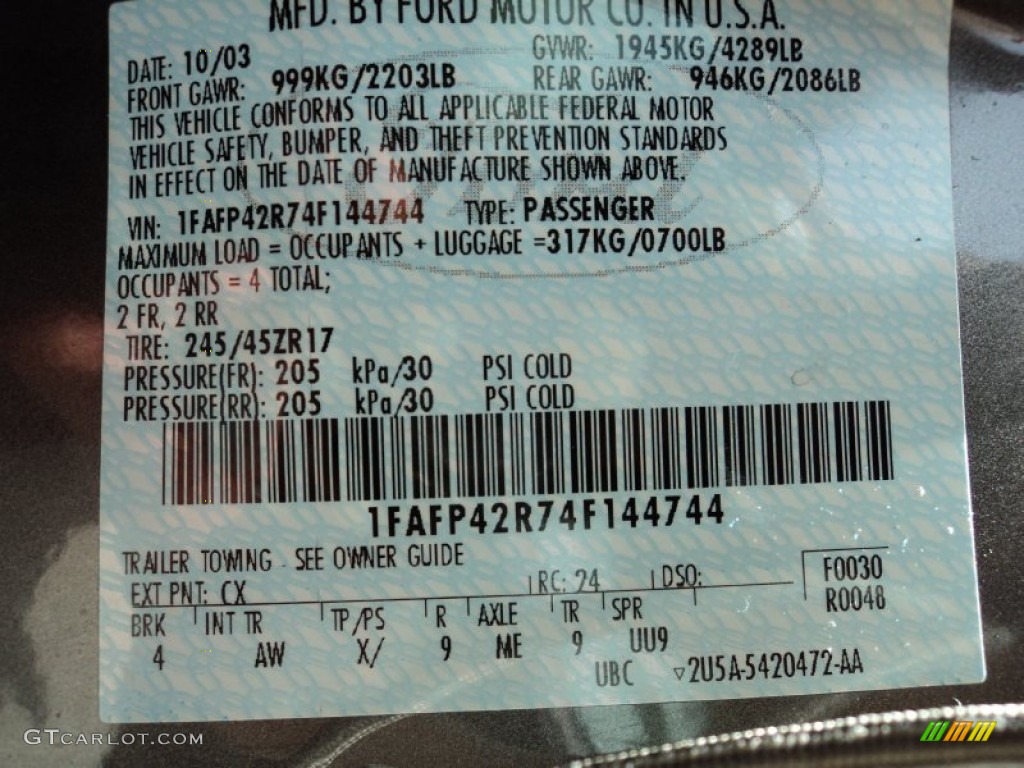 MFD. BY FORD MOTOR CO. IN U.S.A.
DATE: 10/03 GVWR: 1945KG/4289LB
FRONT GAWR: 999KG/2203LB REAR GAWR: 946KG/2086LB
THIS VEHICLE CONFORMS TO ALL APPLICABLE FEDERAL MOTOR
VEHICLE SAFETY, BUMPER, AND THEFT PREVENTION STANDARDS
IN EFFECT ON THE DATE OF MANUFACTURE SHOWN ABOVE.
VIN: 1FAFP42R74F144744 TYPE: PASSENGER
MAXIMUM LOAD = OCCUPANTS + LUGGAGE =317KG/0700LB
OCCUPANTS = 4 TOTAL;
2 FR, 2 RR
TIRE: 245/45ZR17
PRESSURE(FR): 205 kPa/30 PSI COLD
PRESSURE(RR): 205 kPa/30 PSI COLD
1FAFP42R74F144744
TRAILER TOWING - SEE OWNER GUIDE
EXT PNT: CX RC: 24 DSO: F0030
R0048
BRK INT TR TP/PS R AXLE TR SPR
4 AW X/ 9 ME 9 UU9
UBC ▽2U5A-5420472-AA
GTCARLOT.COM